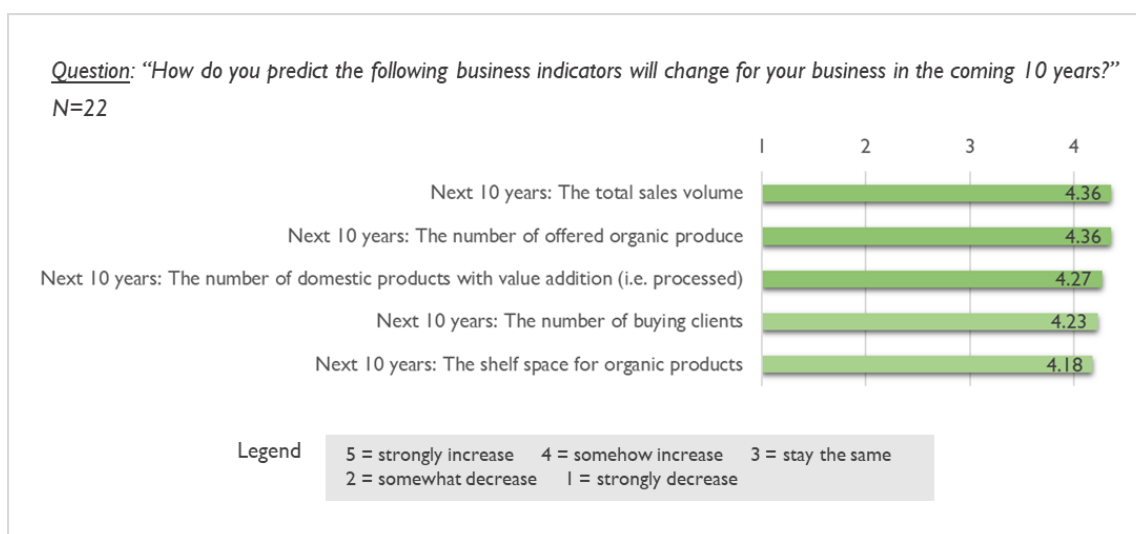 Question: “How do you predict the following business indicators will change for your business in the coming 10 years?”
N=22
1 2 3 4
Next 10 years: The total sales volume 4.36
Next 10 years: The number of offered organic produce 4.36
Next 10 years: The number of domestic products with value addition (i.e. processed) 4.27
Next 10 years: The number of buying clients 4.23
Next 10 years: The shelf space for organic products 4.18
Legend 5 = strongly increase 4 = somehow increase 3 = stay the same
2 = somewhat decrease 1 = strongly decrease